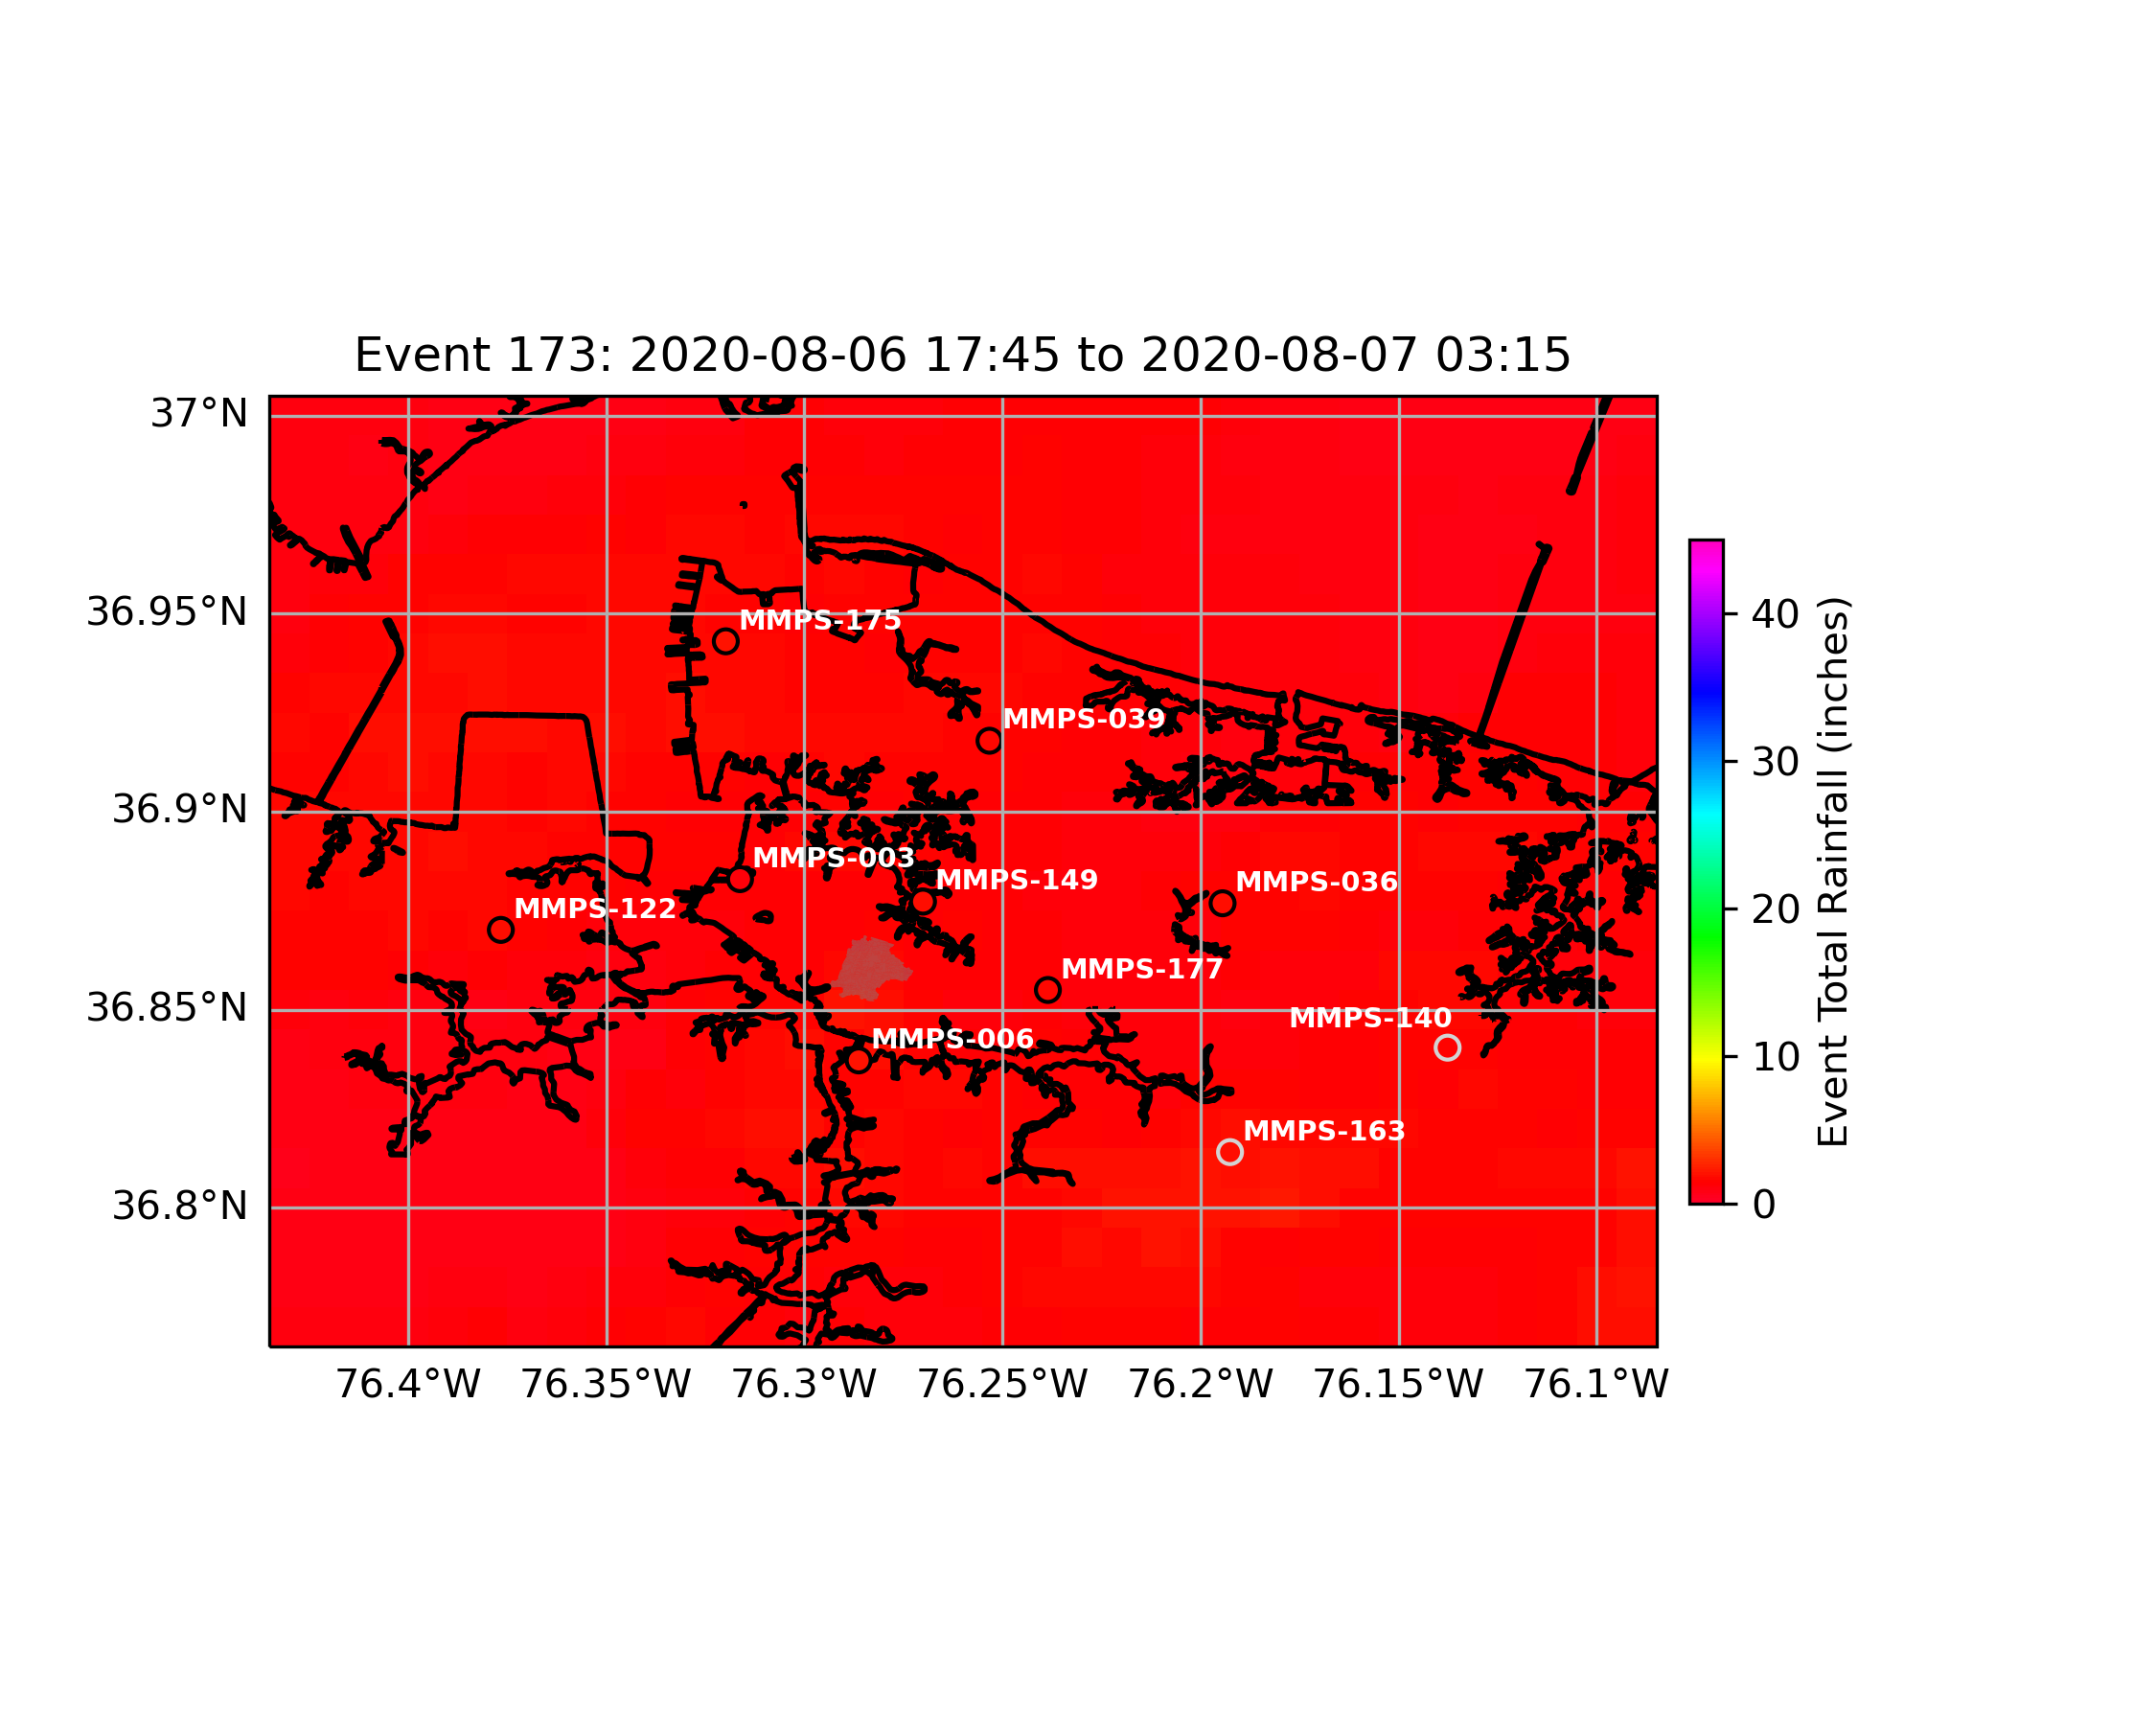 Event 173: 2020-08-06 17:45 to 2020-08-07 03:15
37°N
36.95°N
36.9°N
36.85°N
36.8°N
MMPS-175
MMPS-039
MMPS-003
MMPS-149
MMPS-036
MMPS-122
MMPS-177
MMPS-140
MMPS-006
MMPS-163
76.4°W 76.35°W 76.3°W 76.25°W 76.2°W 76.15°W 76.1°W
40
30
20
10
0
Event Total Rainfall (inches)